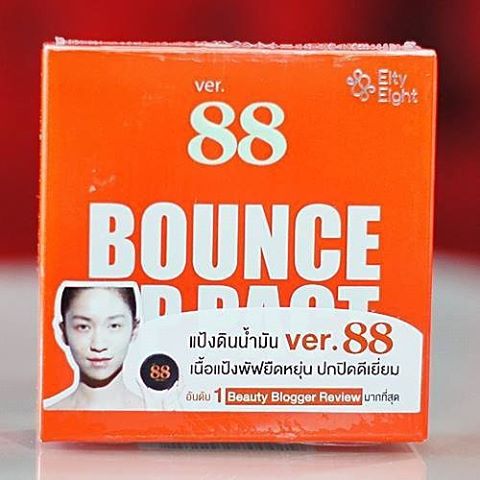 ver.
88
Elty
Eight
BOUNCE
แป้งดินน้ำมัน ver.88
เนื้อแป้งพัฟยืดหยุ่น ปกปิดดีเยี่ยม
88
อันดับ 1 Beauty Blogger Review มากที่สุด